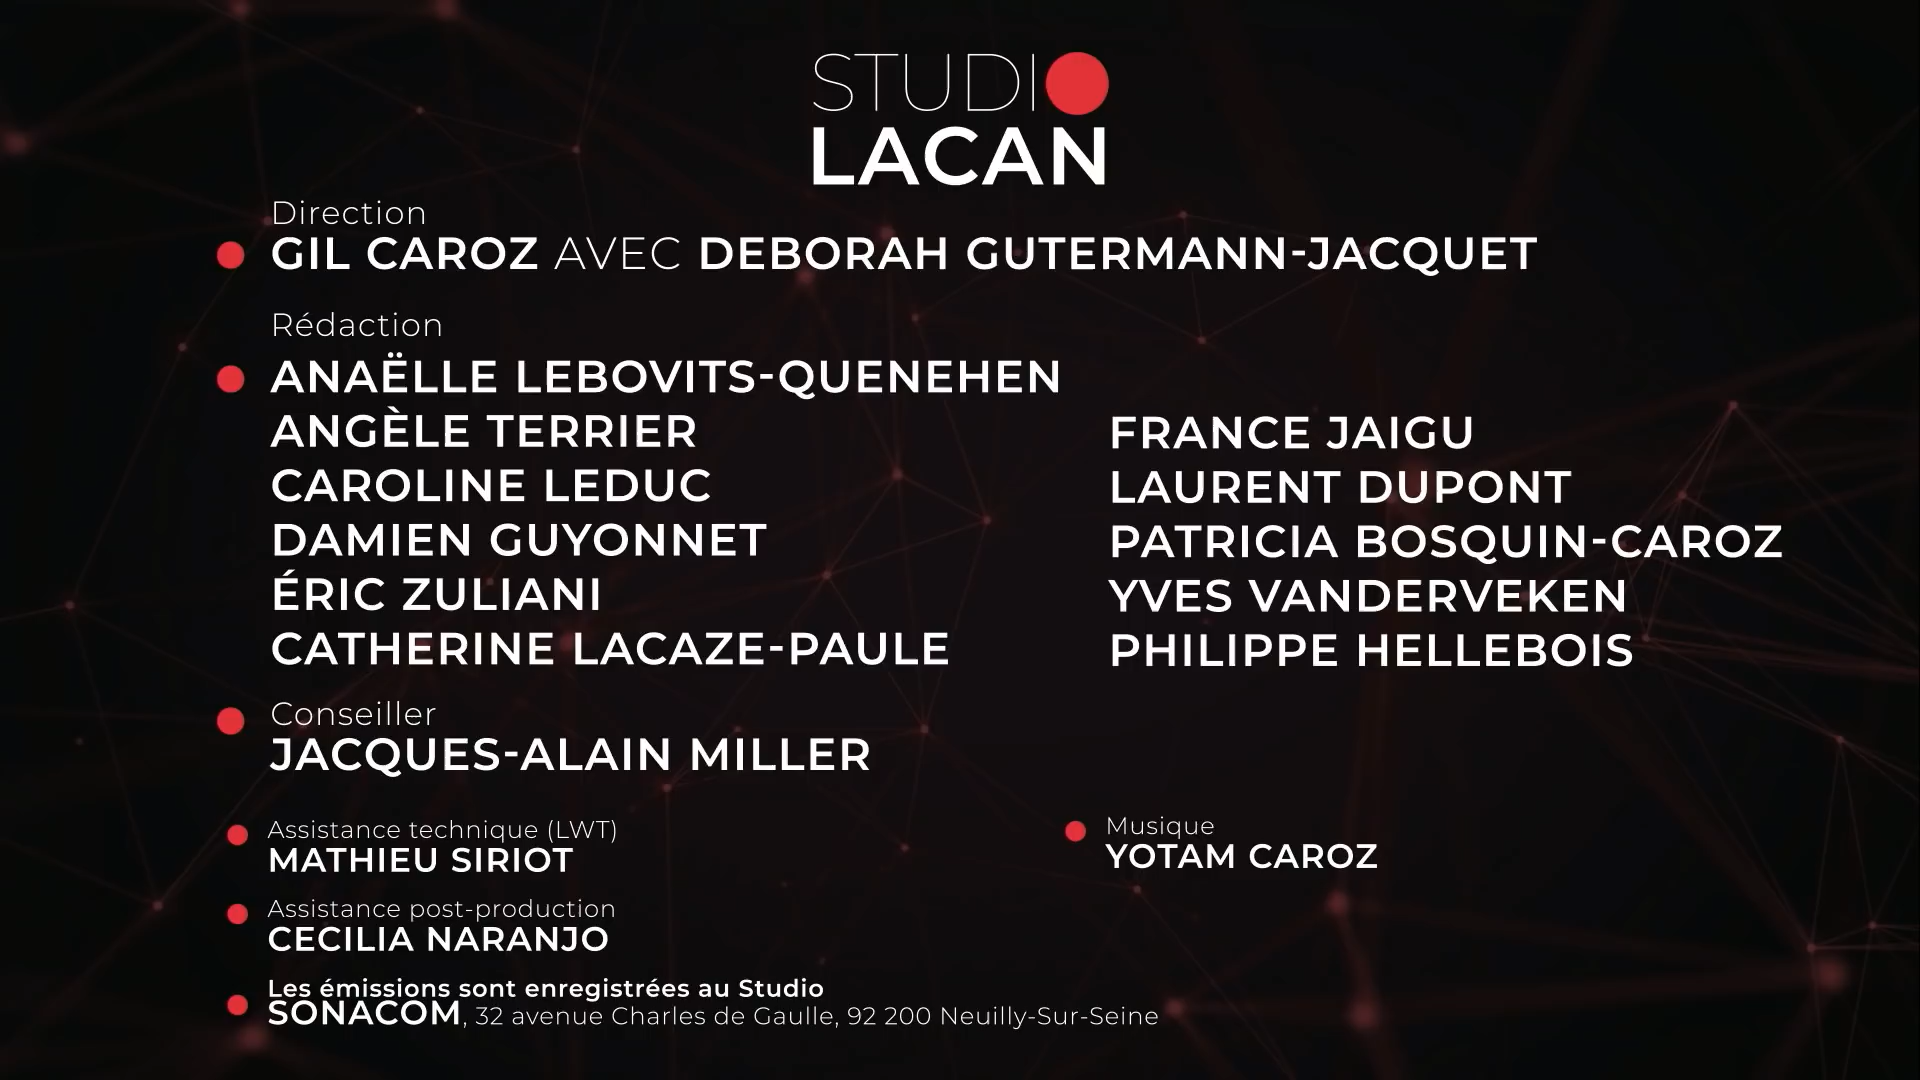 STUDIO
LACAN
Direction
GIL CAROZ AVEC DEBORAH GUTERMANN-JACQUET
Rédaction
ANAËLLE LEBOVITS-QUENEHEN
ANGÈLE TERRIER
CAROLINE LEDUC
DAMIEN GUYONNET
ÉRIC ZULIANI
CATHERINE LACAZE-PAULE
FRANCE JAIGU
LAURENT DUPONT
PATRICIA BOSQUIN-CAROZ
YVES VANDERVEKEN
PHILIPPE HELLEBOIS
Conseiller
JACQUES-ALAIN MILLER
Assistance technique (LWT)
MATHIEU SIRIOT
Musique
YOTAM CAROZ
Assistance post-production
CECILIA NARANJO
Les émissions sont enregistrées au Studio
SONACOM, 32 avenue Charles de Gaulle, 92 200 Neuilly-Sur-Seine